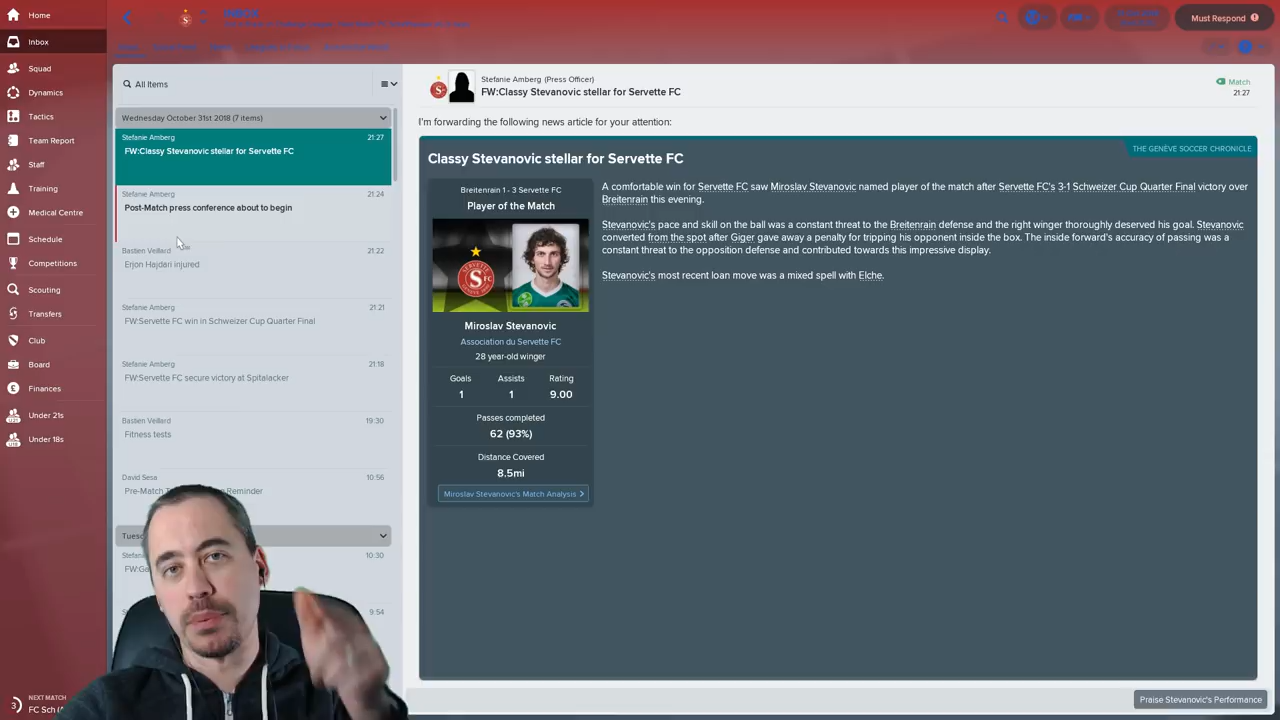 Home
INBOX
Must Respond
Inbox
Squad
Dynamics
Tactics
Team Report
Staff
Training
Medical Centre
Schedule
Competitions
Scouting
Transfers
Club
Board
Finances
Under 21s
Under 18s
NEXT MATCH
3
All Items
Wednesday October 31st 2018 (7 items)
Stefanie Amberg 21:27
FW:Classy Stevanovic stellar for Servette FC
Stefanie Amberg 21:24
Post-Match press conference about to begin
Bastien Veillard 21:22
Erjon Hajdari injured
Stefanie Amberg 21:21
FW:Servette FC win in Schweizer Cup Quarter Final
Stefanie Amberg 21:18
FW:Servette FC secure victory at Spitalacker
Bastien Veillard 19:30
Fitness tests
David Sesa 10:56
Pre-Match Reminder
10:30
9:54
Stefanie Amberg (Press Officer)
FW:Classy Stevanovic stellar for Servette FC
Match
21:27
I'm forwarding the following news article for your attention:
Classy Stevanovic stellar for Servette FC
THE GENÈVE SOCCER CHRONICLE
Breitenrain 1 - 3 Servette FC
Player of the Match
Miroslav Stevanovic
Association du Servette FC
28 year-old winger
Goals Assists Rating
1 1 9.00
Passes completed
62 (93%)
Distance Covered
8.5mi
Miroslav Stevanovic's Match Analysis
A comfortable win for Servette FC saw Miroslav Stevanovic named player of the match after Servette FC's 3-1 Schweizer Cup Quarter Final victory over
Breitenrain this evening.
Stevanovic's pace and skill on the ball was a constant threat to the Breitenrain defense and the right winger thoroughly deserved his goal. Stevanovic
converted from the spot after Giger gave away a penalty for tripping his opponent inside the box. The inside forward's accuracy of passing was a
constant threat to the opposition defense and contributed towards this impressive display.
Stevanovic's most recent loan move was a mixed spell with Elche.
Praise Stevanovic's Performance